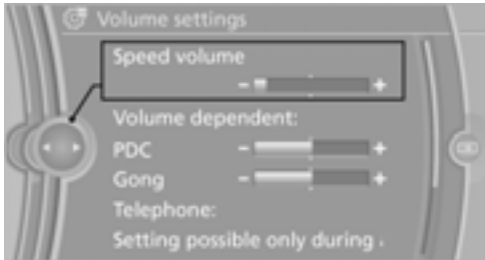 Volume settings
Speed volume
- +
Volume dependent:
PDC - +
Gong - +
Telephone:
Setting possible only during